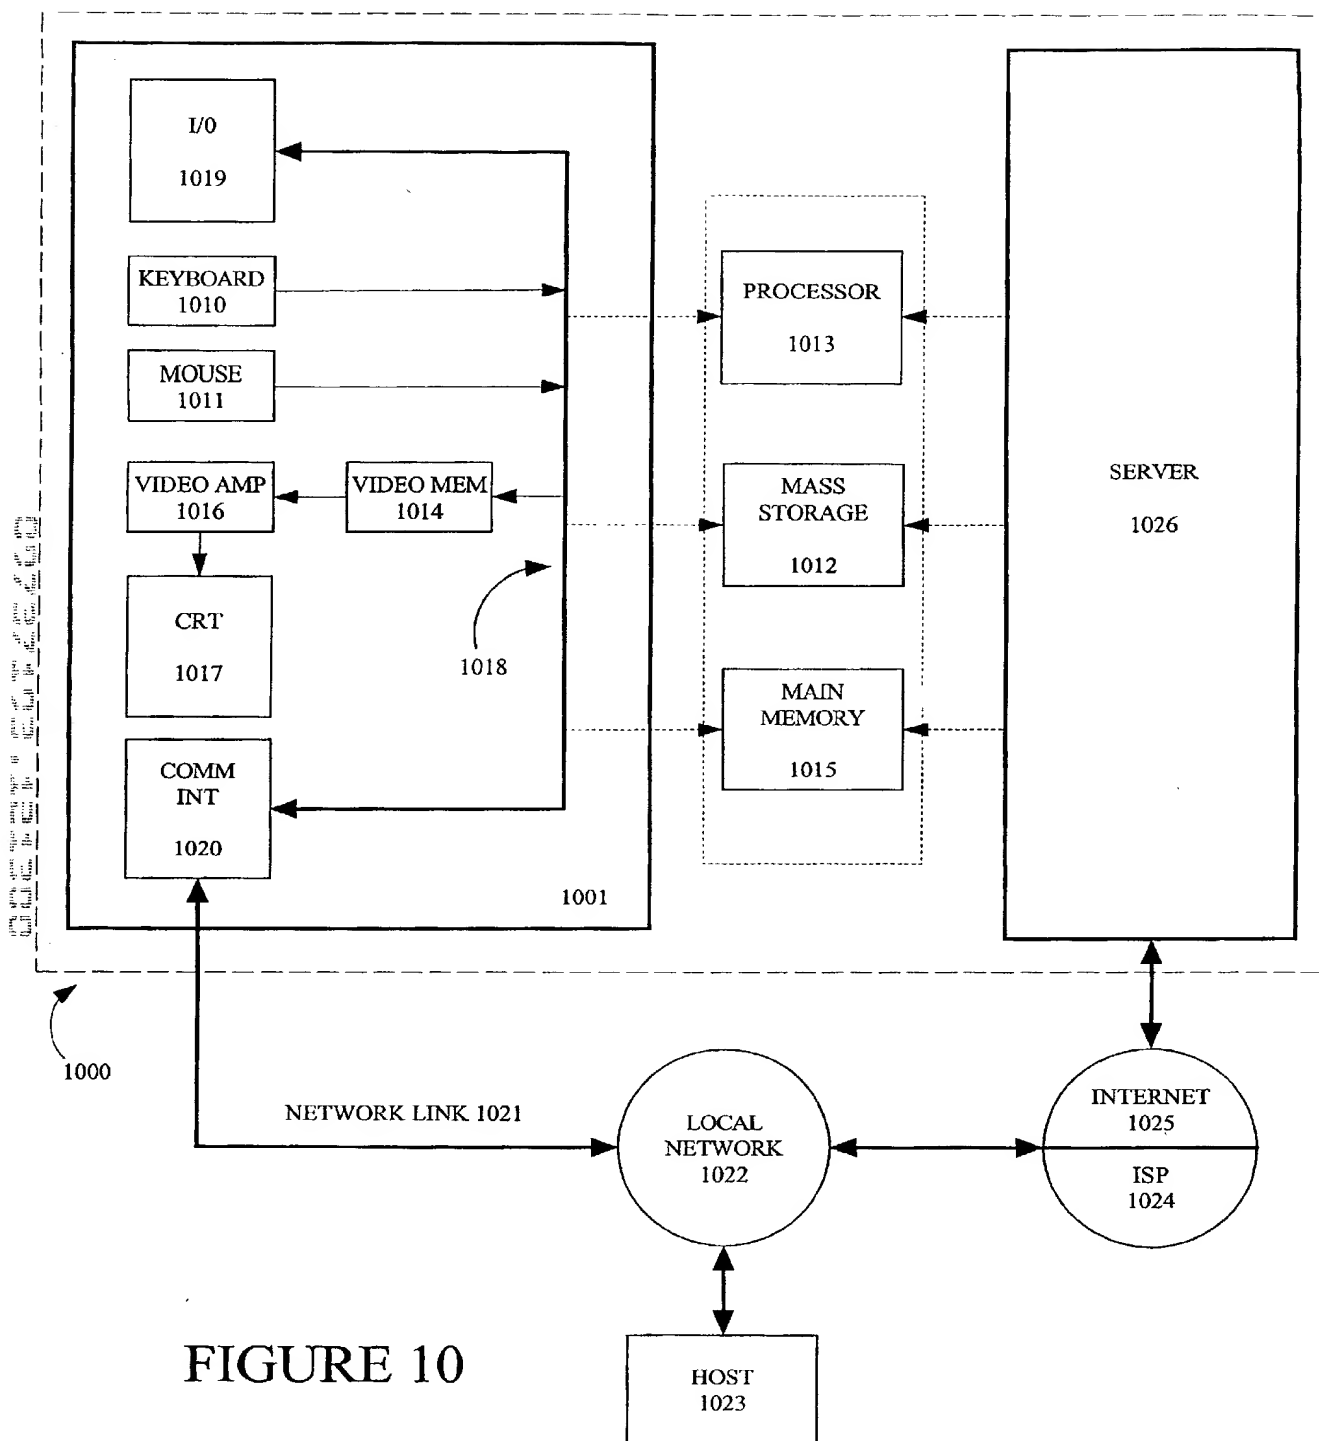 I/0
1019
KEYBOARD
1010
MOUSE
1011
VIDEO AMP
1016
VIDEO MEM
1014
CRT
1017
1018
COMM
INT
1020
1001
PROCESSOR
1013
MASS
STORAGE
1012
MAIN
MEMORY
1015
SERVER
1026
1000
NETWORK LINK 1021
LOCAL
NETWORK
1022
INTERNET
1025
ISP
1024
HOST
1023
FIGURE 10